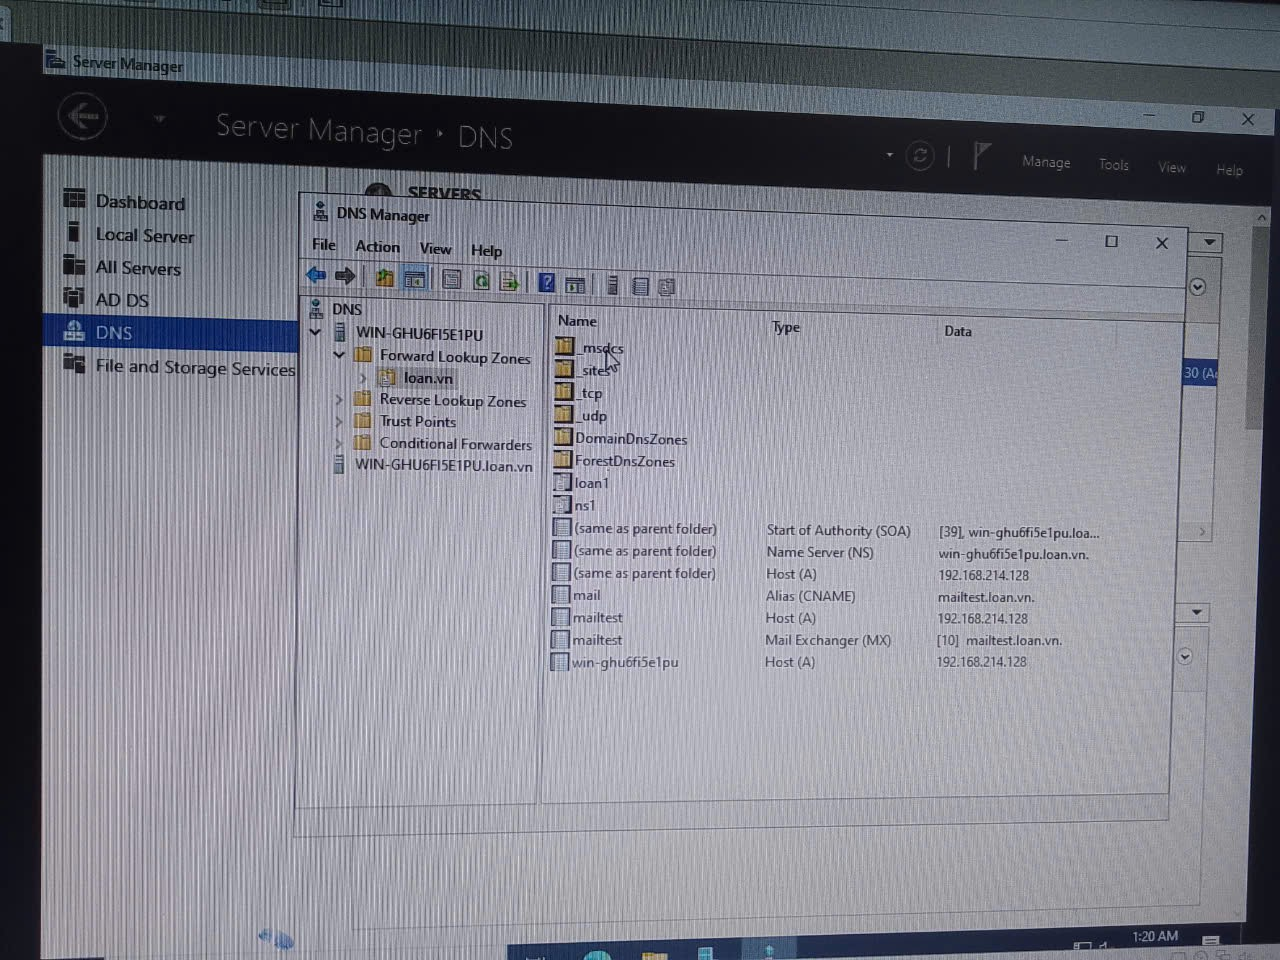 Server Manager
Server Manager · DNS
Manage Tools View Help
Dashboard
Local Server
All Servers
AD DS
DNS
File and Storage Services
SERVERS
DNS Manager
File Action View Help
DNS
WIN-GHU6FI5E1PU
Forward Lookup Zones
loan.vn
Reverse Lookup Zones
Trust Points
Conditional Forwarders
WIN-GHU6FI5E1PU.loan.vn
Name Type Data
_msdcs
_sites
_tcp
_udp
DomainDnsZones
ForestDnsZones
loan1
ns1
(same as parent folder) Start of Authority (SOA) [39], win-ghu6fi5e1pu.loa...
(same as parent folder) Name Server (NS) win-ghu6fi5e1pu.loan.vn.
(same as parent folder) Host (A) 192.168.214.128
mail Alias (CNAME) mailtest.loan.vn.
mailtest Host (A) 192.168.214.128
mailtest Mail Exchanger (MX) [10] mailtest.loan.vn.
win-ghu6fi5e1pu Host (A) 192.168.214.128
30 (A
1:20 AM